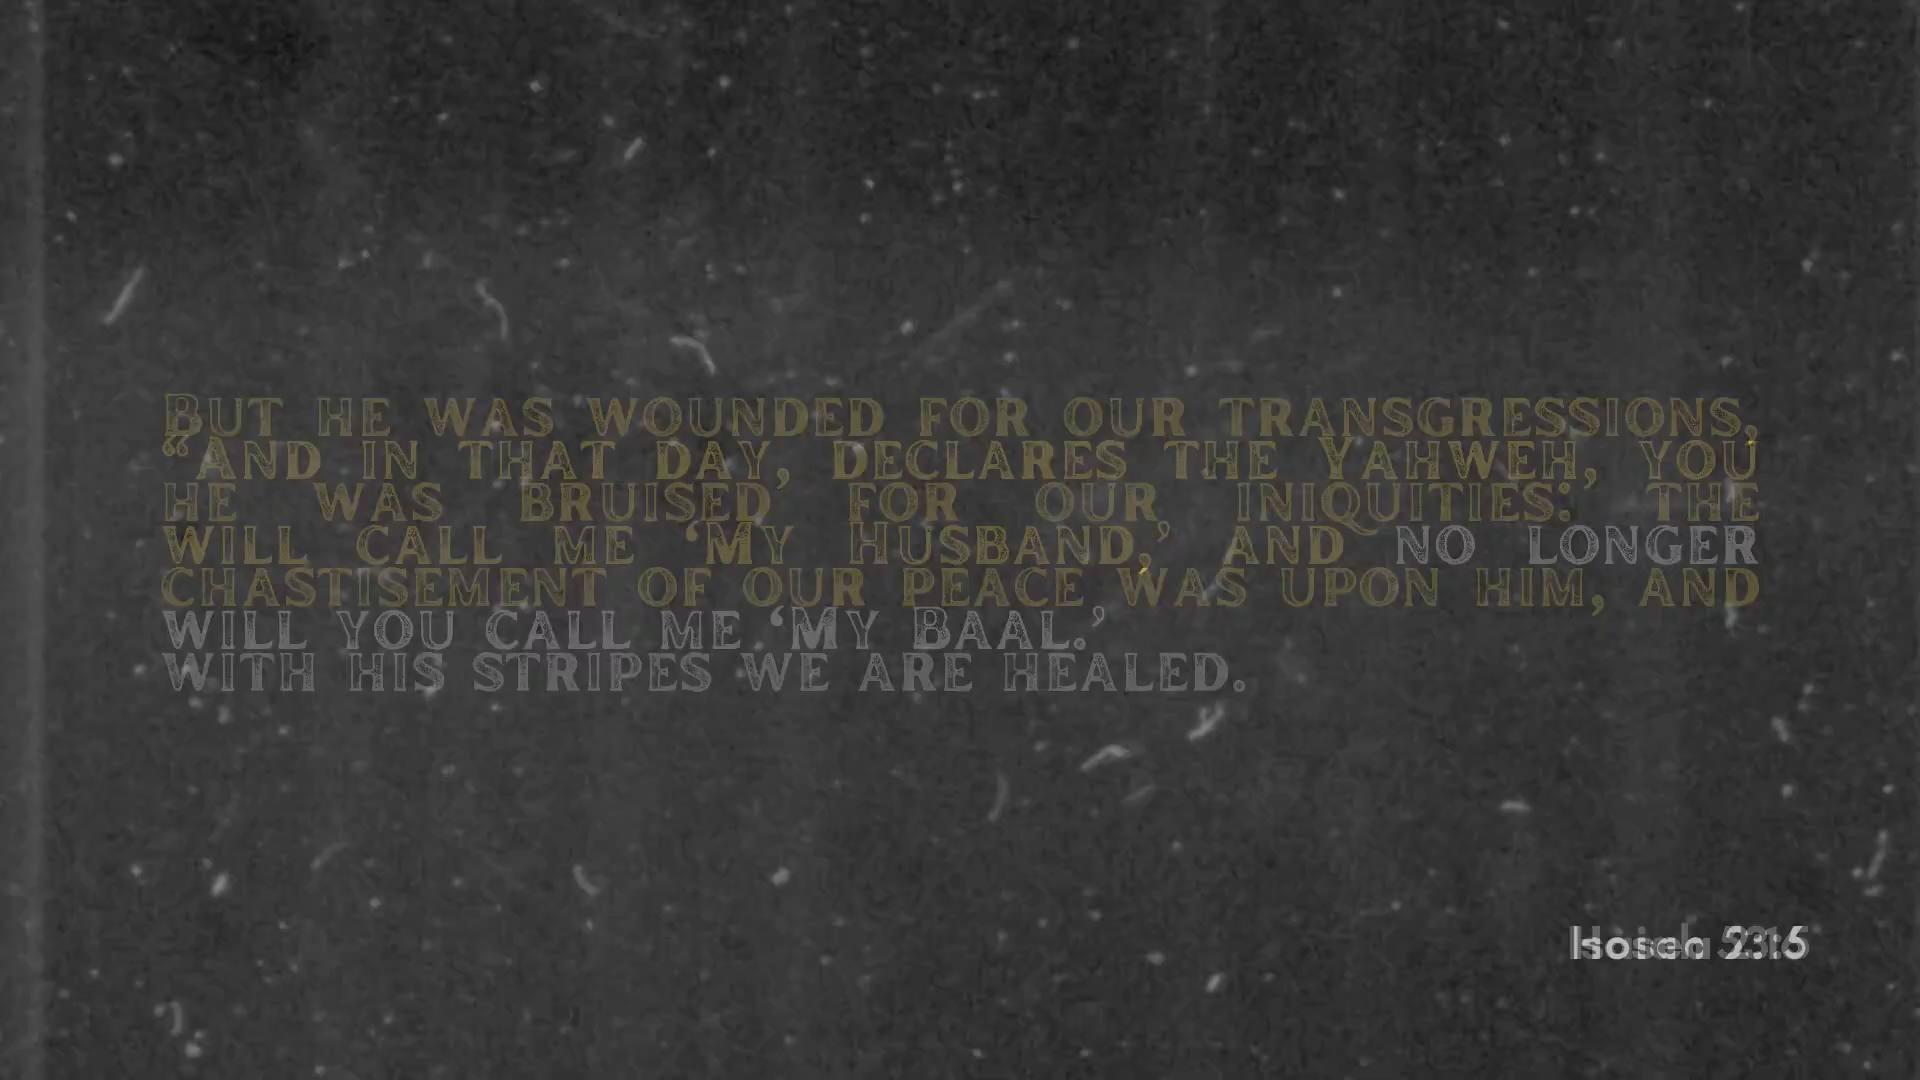 But he was wounded for our transgressions,
“And in that day, declares the Yahweh, you
he was bruised for our iniquities: the
will call me ‘My Husband,’ and no longer
chastisement of our peace was upon him, and
will you call me ‘My Baal.’
with his stripes we are healed.